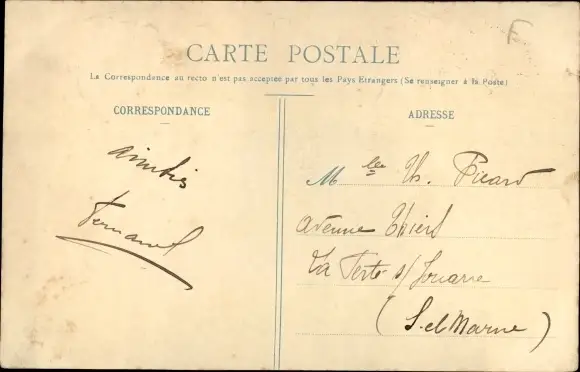 CARTE POSTALE
La Correspondance au recto n'est pas acceptée par tous les Pays Etrangers (Se renseigner à la Poste)
CORRESPONDANCE
amitiés
Fernand
ADRESSE
Mlle Th. Picard
Avenue Thiers
La Ferté s/ Jouarre
(S. et Marne)
F